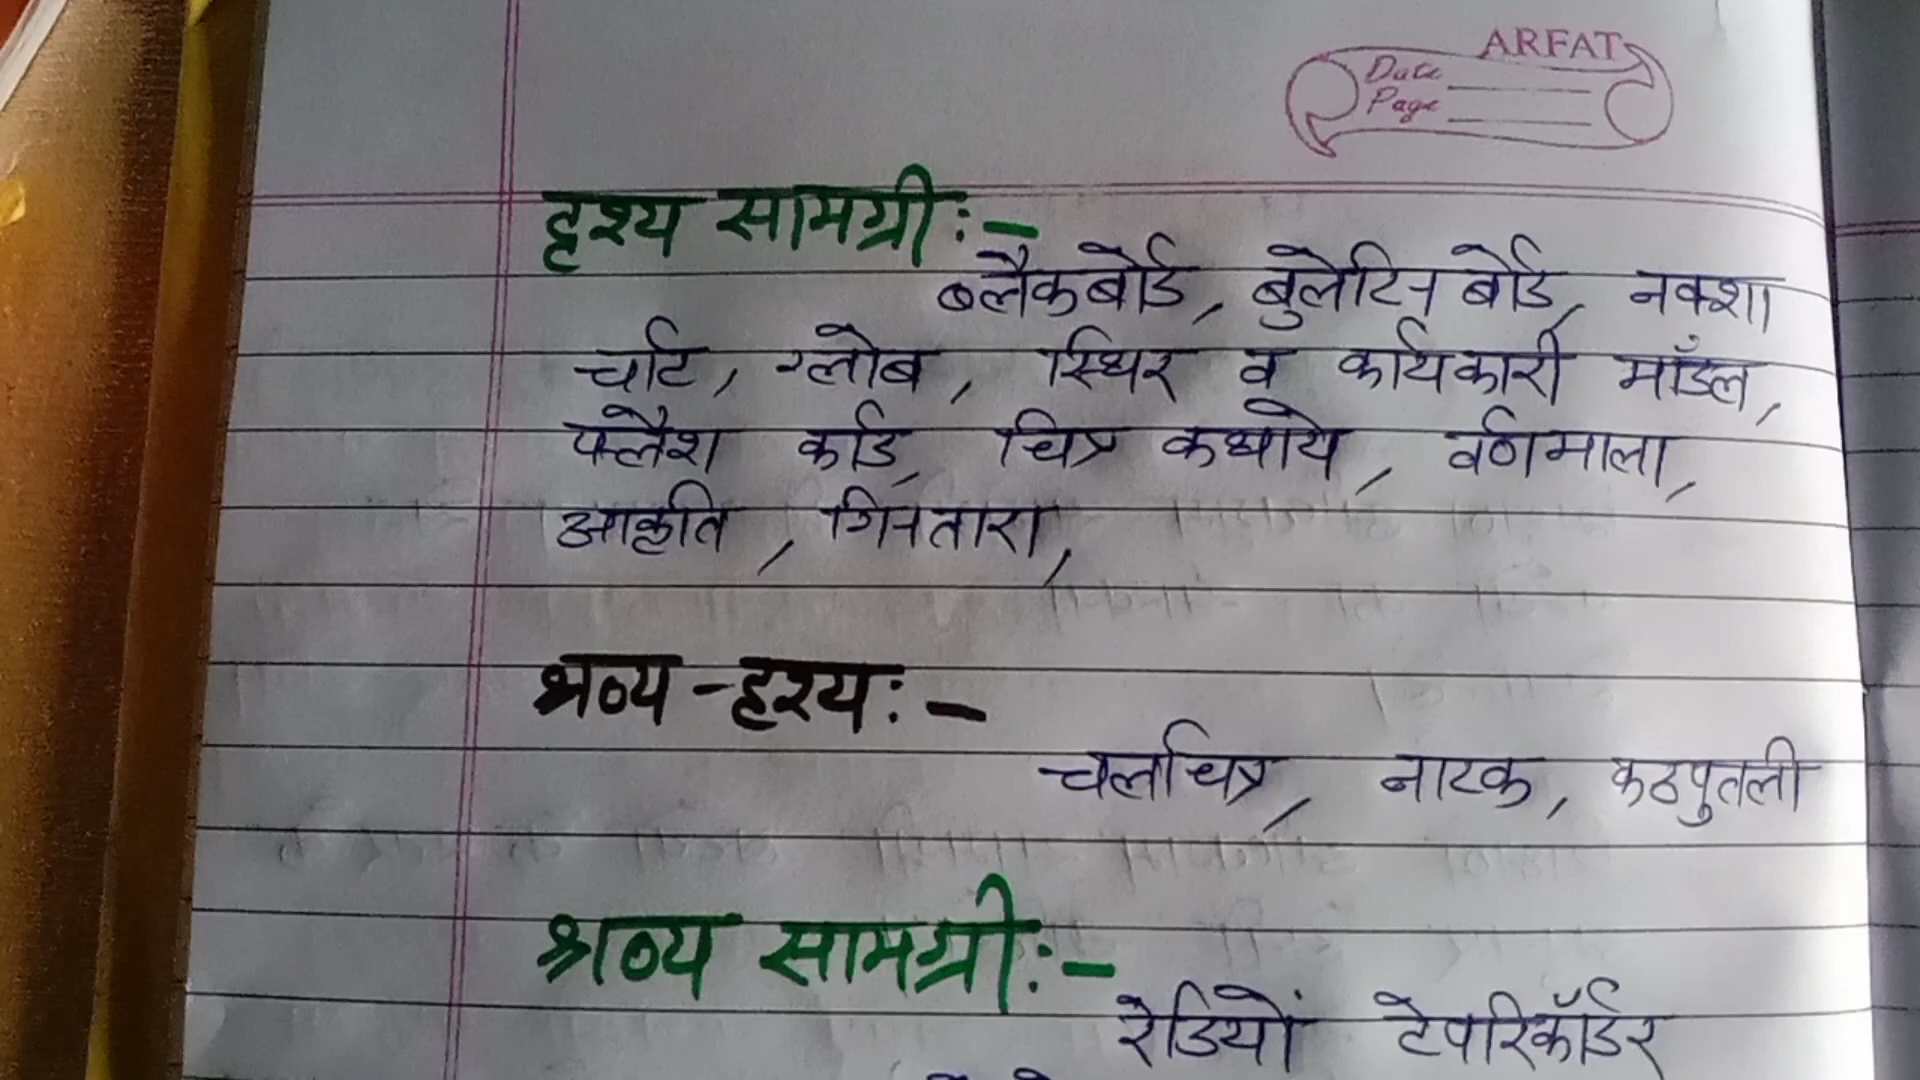 ARFAT
Date
Page
दृश्य सामग्री :-
ब्लैकबोर्ड, बुलेटिन बोर्ड, नक्शा
चार्ट, ग्लोब, स्थिर व कार्यकारी मॉडल,
फ्लैश कार्ड, चित्र कथाये, वर्णमाला,
आकृति, गिनतारा,
श्रव्य-दृश्य :-
चलचित्र, नाटक, कठपुतली
श्रव्य सामग्री :-
रेडियों टेपरिकॉर्डर